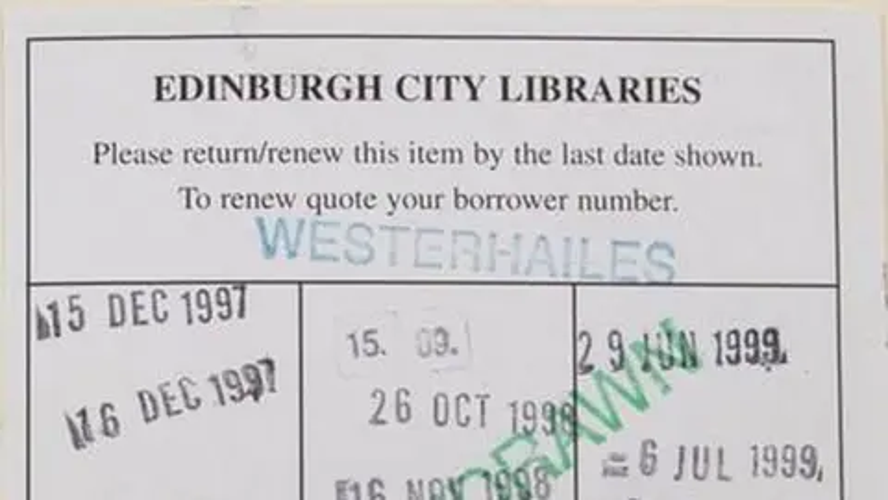 EDINBURGH CITY LIBRARIES
Please return/renew this item by the last date shown.
To renew quote your borrower number.
WESTERHAILES
15 DEC 1997
16 DEC 1997
15. 09.
26 OCT 1998
16 NOV 1998
29 JUN 1999
6 JUL 1999
DRAWN